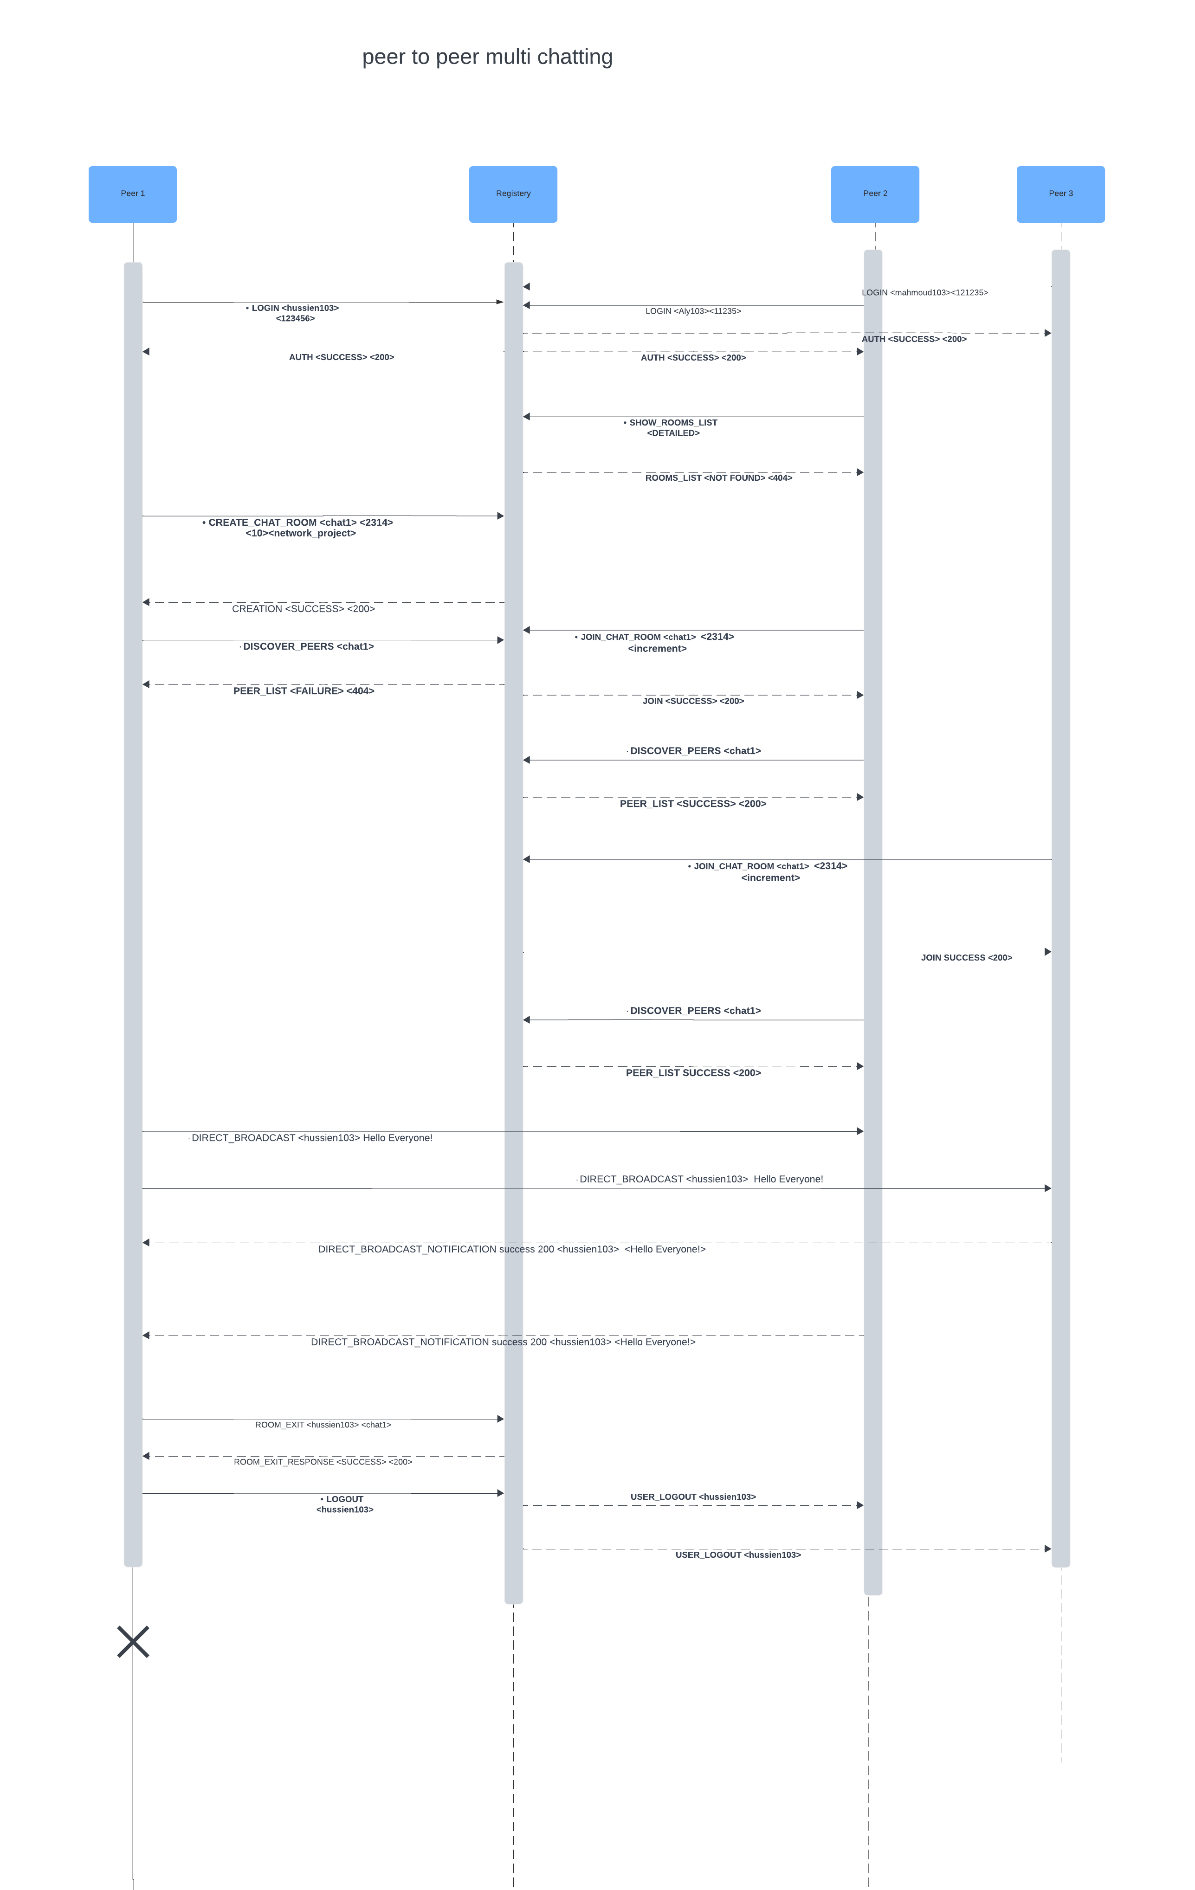 peer to peer multi chatting
Peer 1
Registery
Peer 2
Peer 3
LOGIN <mahmoud103><121235>
• LOGIN <hussien103>
<123456>
LOGIN <Aly103><11235>
AUTH <SUCCESS> <200>
AUTH <SUCCESS> <200>
AUTH <SUCCESS> <200>
• SHOW_ROOMS_LIST
<DETAILED>
ROOMS_LIST <NOT FOUND> <404>
• CREATE_CHAT_ROOM <chat1> <2314>
<10><network_project>
CREATION <SUCCESS> <200>
• JOIN_CHAT_ROOM <chat1> <2314>
<increment>
· DISCOVER_PEERS <chat1>
PEER_LIST <FAILURE> <404>
JOIN <SUCCESS> <200>
· DISCOVER_PEERS <chat1>
PEER_LIST <SUCCESS> <200>
• JOIN_CHAT_ROOM <chat1> <2314>
<increment>
JOIN SUCCESS <200>
· DISCOVER_PEERS <chat1>
PEER_LIST SUCCESS <200>
· DIRECT_BROADCAST <hussien103> Hello Everyone!
· DIRECT_BROADCAST <hussien103> Hello Everyone!
DIRECT_BROADCAST_NOTIFICATION success 200 <hussien103> <Hello Everyone!>
DIRECT_BROADCAST_NOTIFICATION success 200 <hussien103> <Hello Everyone!>
ROOM_EXIT <hussien103> <chat1>
ROOM_EXIT_RESPONSE <SUCCESS> <200>
• LOGOUT
<hussien103>
USER_LOGOUT <hussien103>
USER_LOGOUT <hussien103>